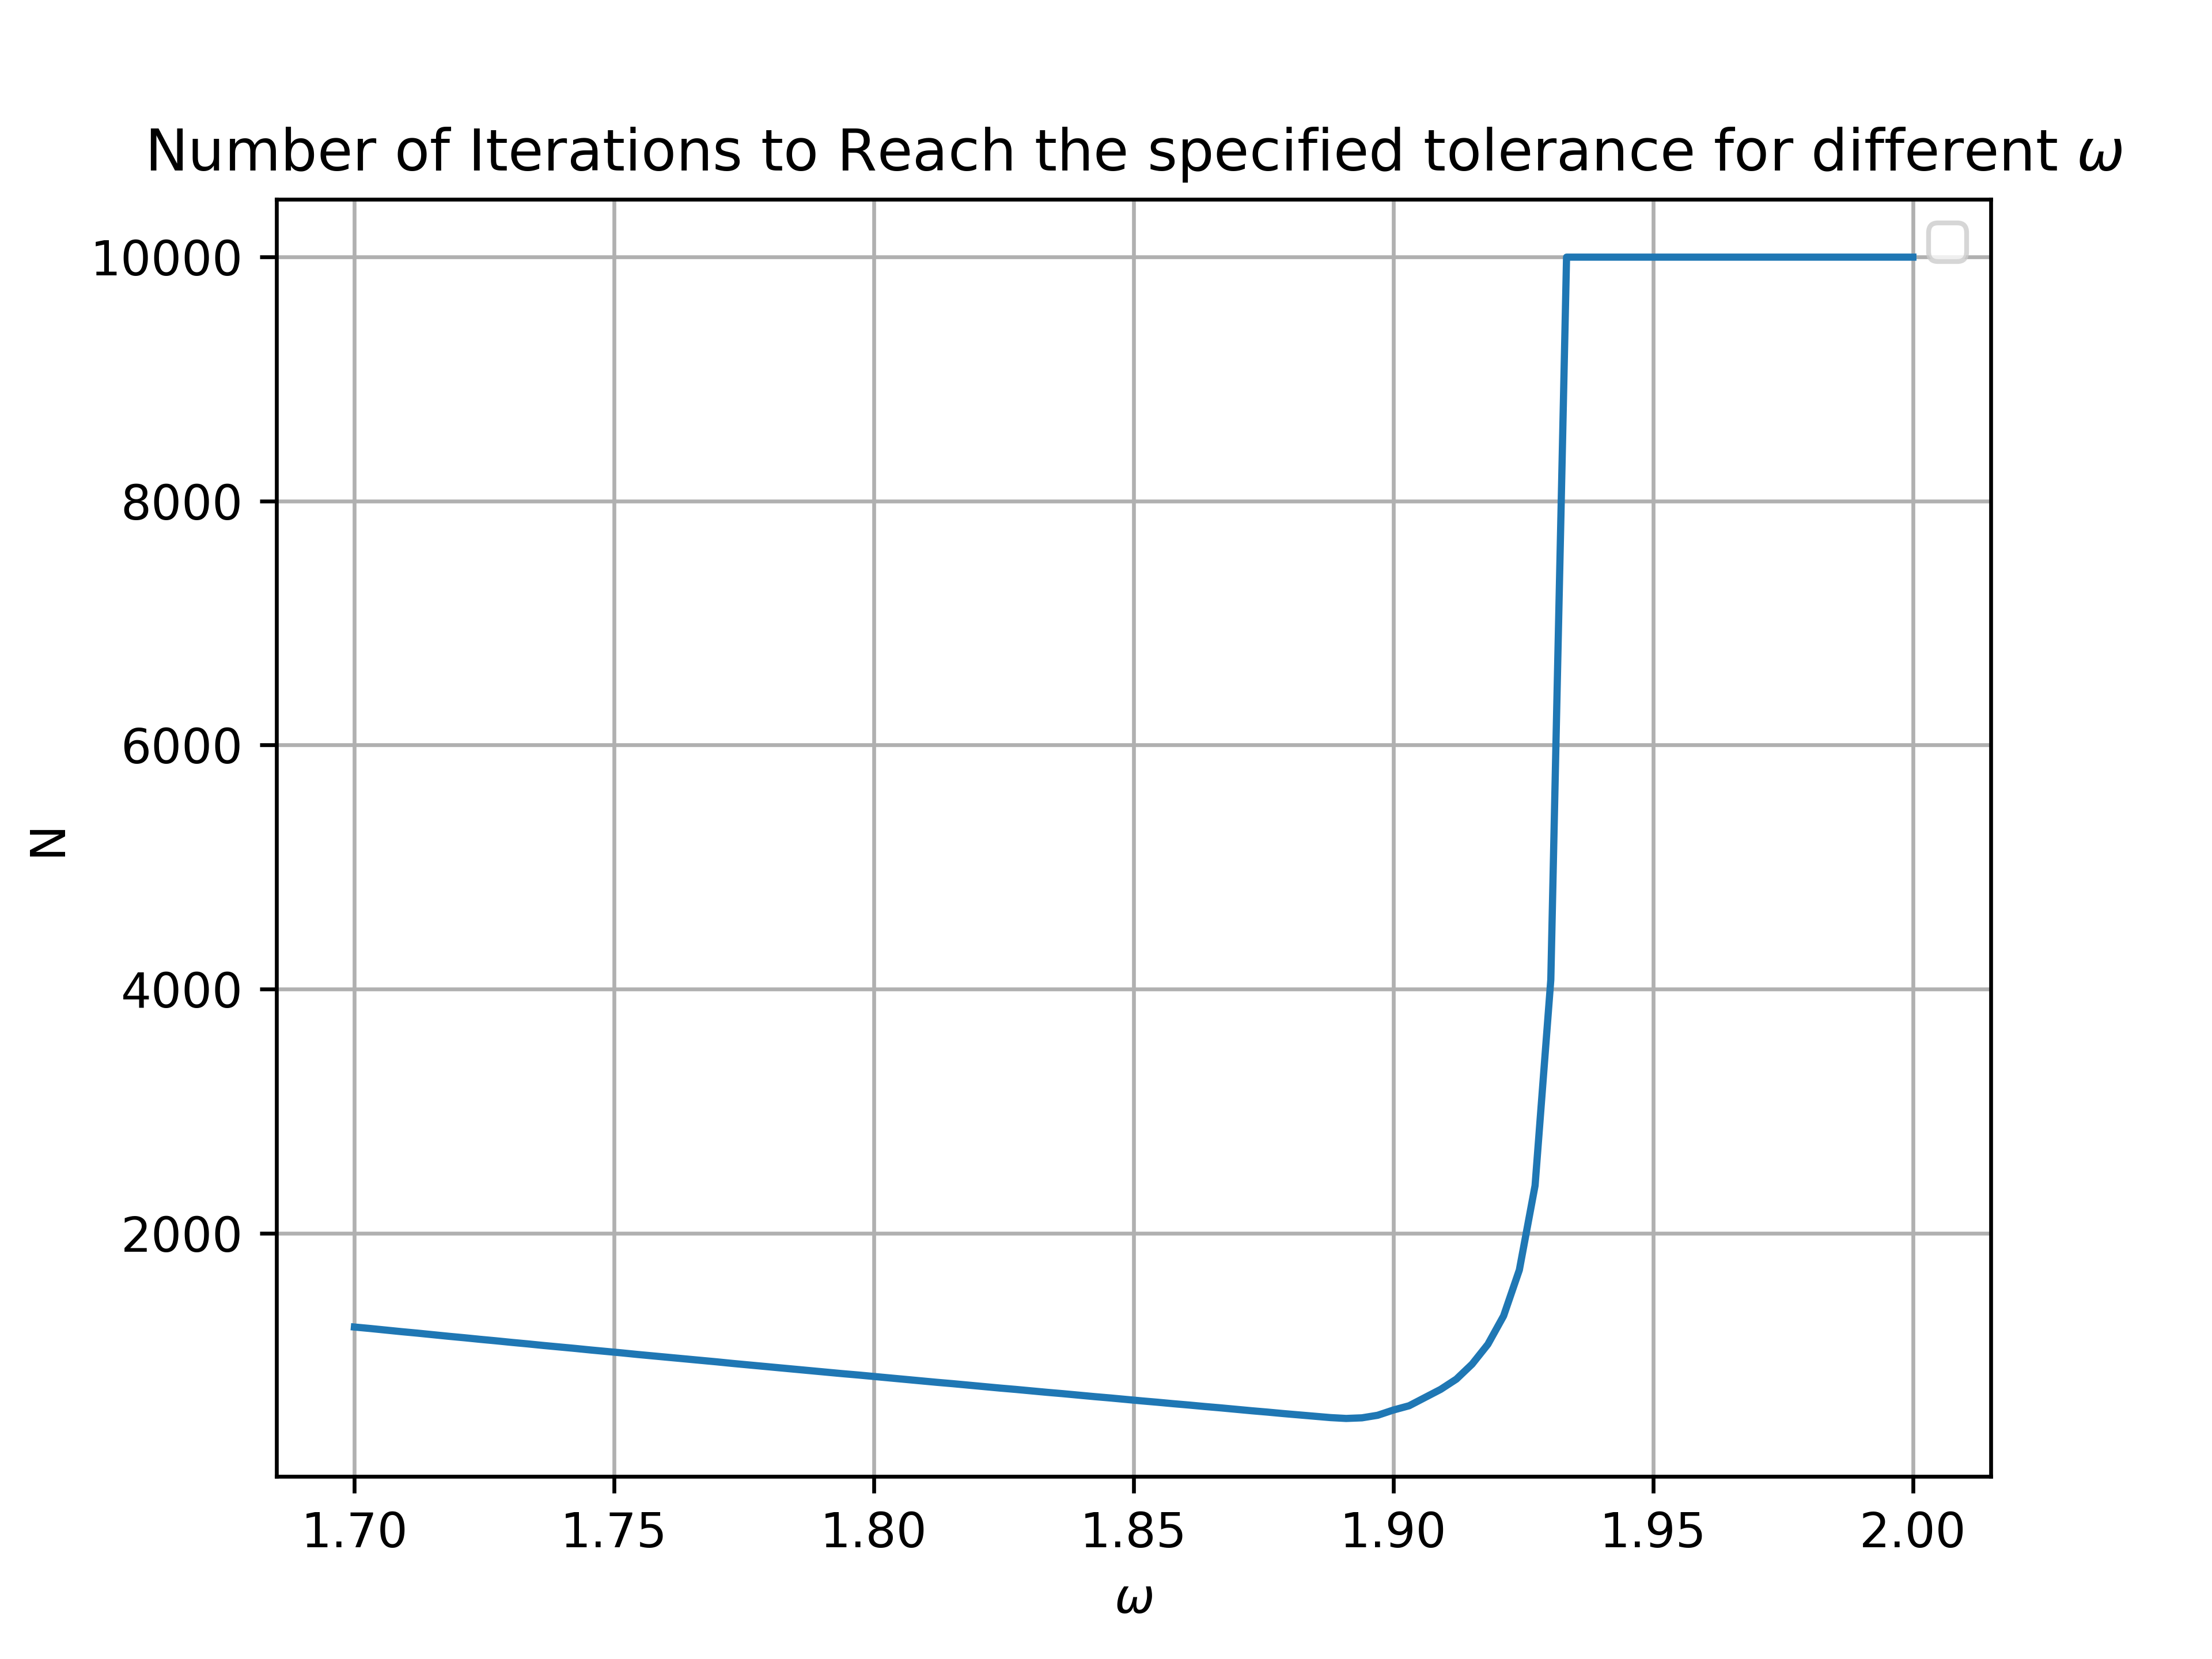 Number of Iterations to Reach the specified tolerance for different ω
10000
8000
6000
4000
2000
N
1.70 1.75 1.80 1.85 1.90 1.95 2.00
ω